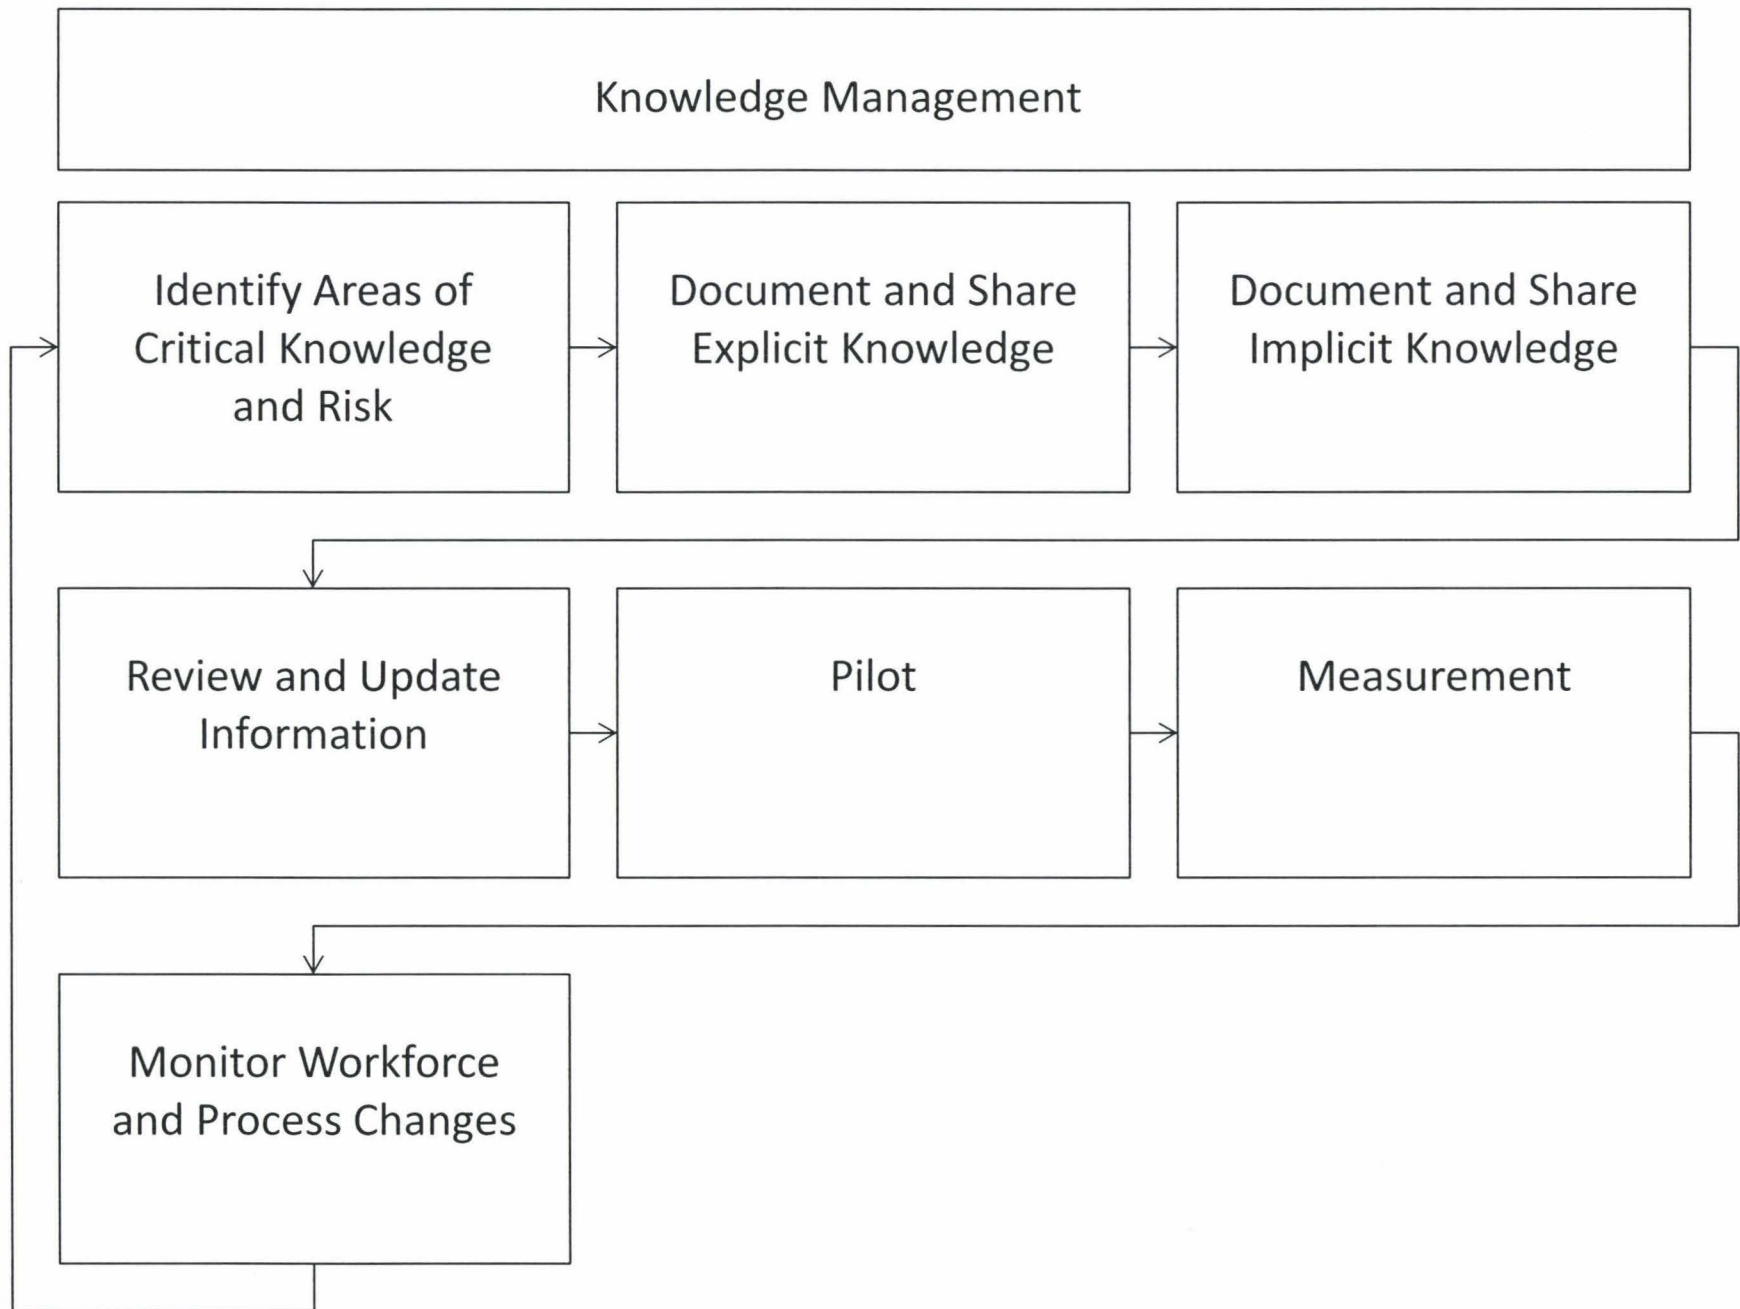 Knowledge Management
Identify Areas of
Critical Knowledge
and Risk
Document and Share
Explicit Knowledge
Document and Share
Implicit Knowledge
Review and Update
Information
Pilot
Measurement
Monitor Workforce
and Process Changes